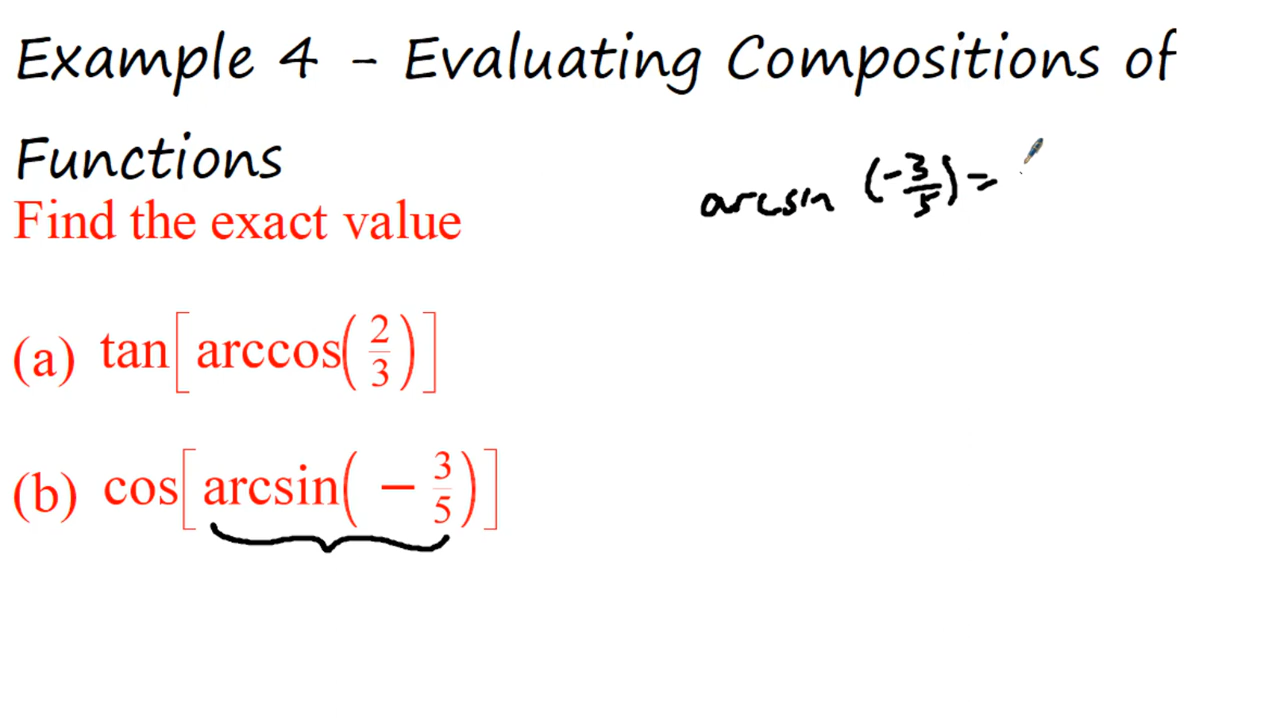 Example 4 - Evaluating Compositions of
Functions
arcsin (-3/5) =
Find the exact value
(a) tan[arccos(2/3)]
(b) cos[arcsin(-3/5)]